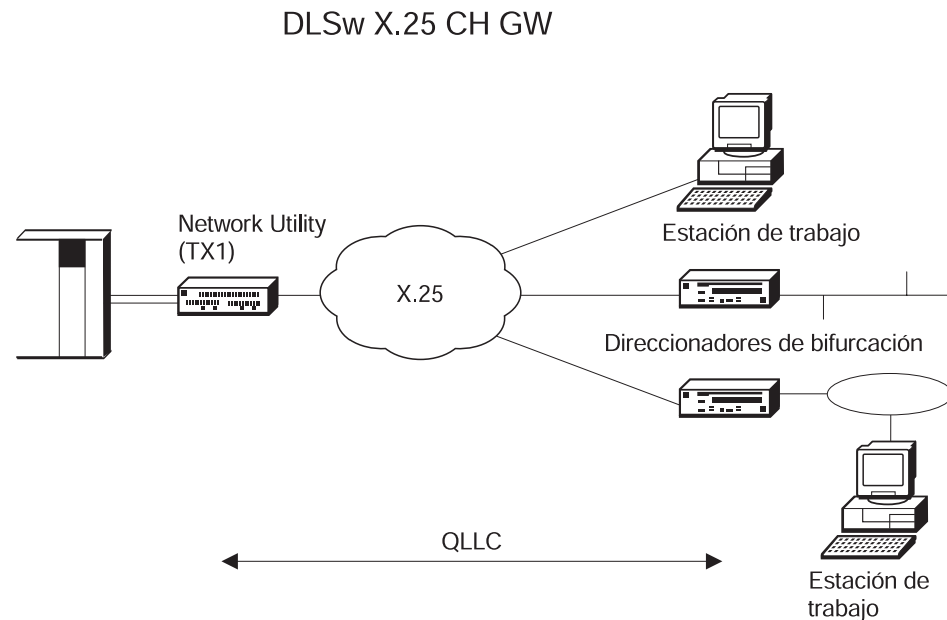 DLSw X.25 CH GW
Network Utility
(TX1)
X.25
Estación de trabajo
Direccionadores de bifurcación
QLLC
Estación de
trabajo